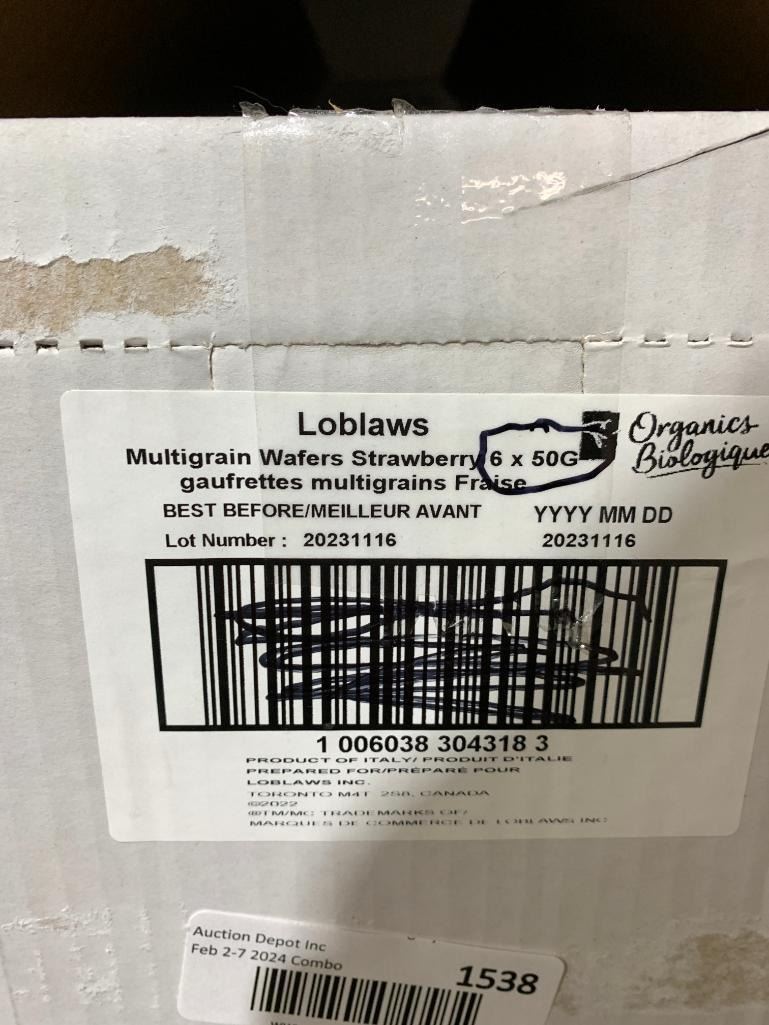 Loblaws
Multigrain Wafers Strawberry 6 x 50G
gaufrettes multigrains Fraise
Organics
Biologique
BEST BEFORE/MEILLEUR AVANT YYYY MM DD
Lot Number : 20231116 20231116
1 006038 304318 3
PRODUCT OF ITALY/ PRODUIT D'ITALIE
PREPARED FOR/PRÉPARÉ POUR
LOBLAWS INC.
TORONTO M4T 2S8, CANADA
©2022
®TM/MC TRADEMARKS OF/
MARQUES DE COMMERCE DE LOBLAWS INC
Auction Depot Inc
Feb 2-7 2024 Combo
1538